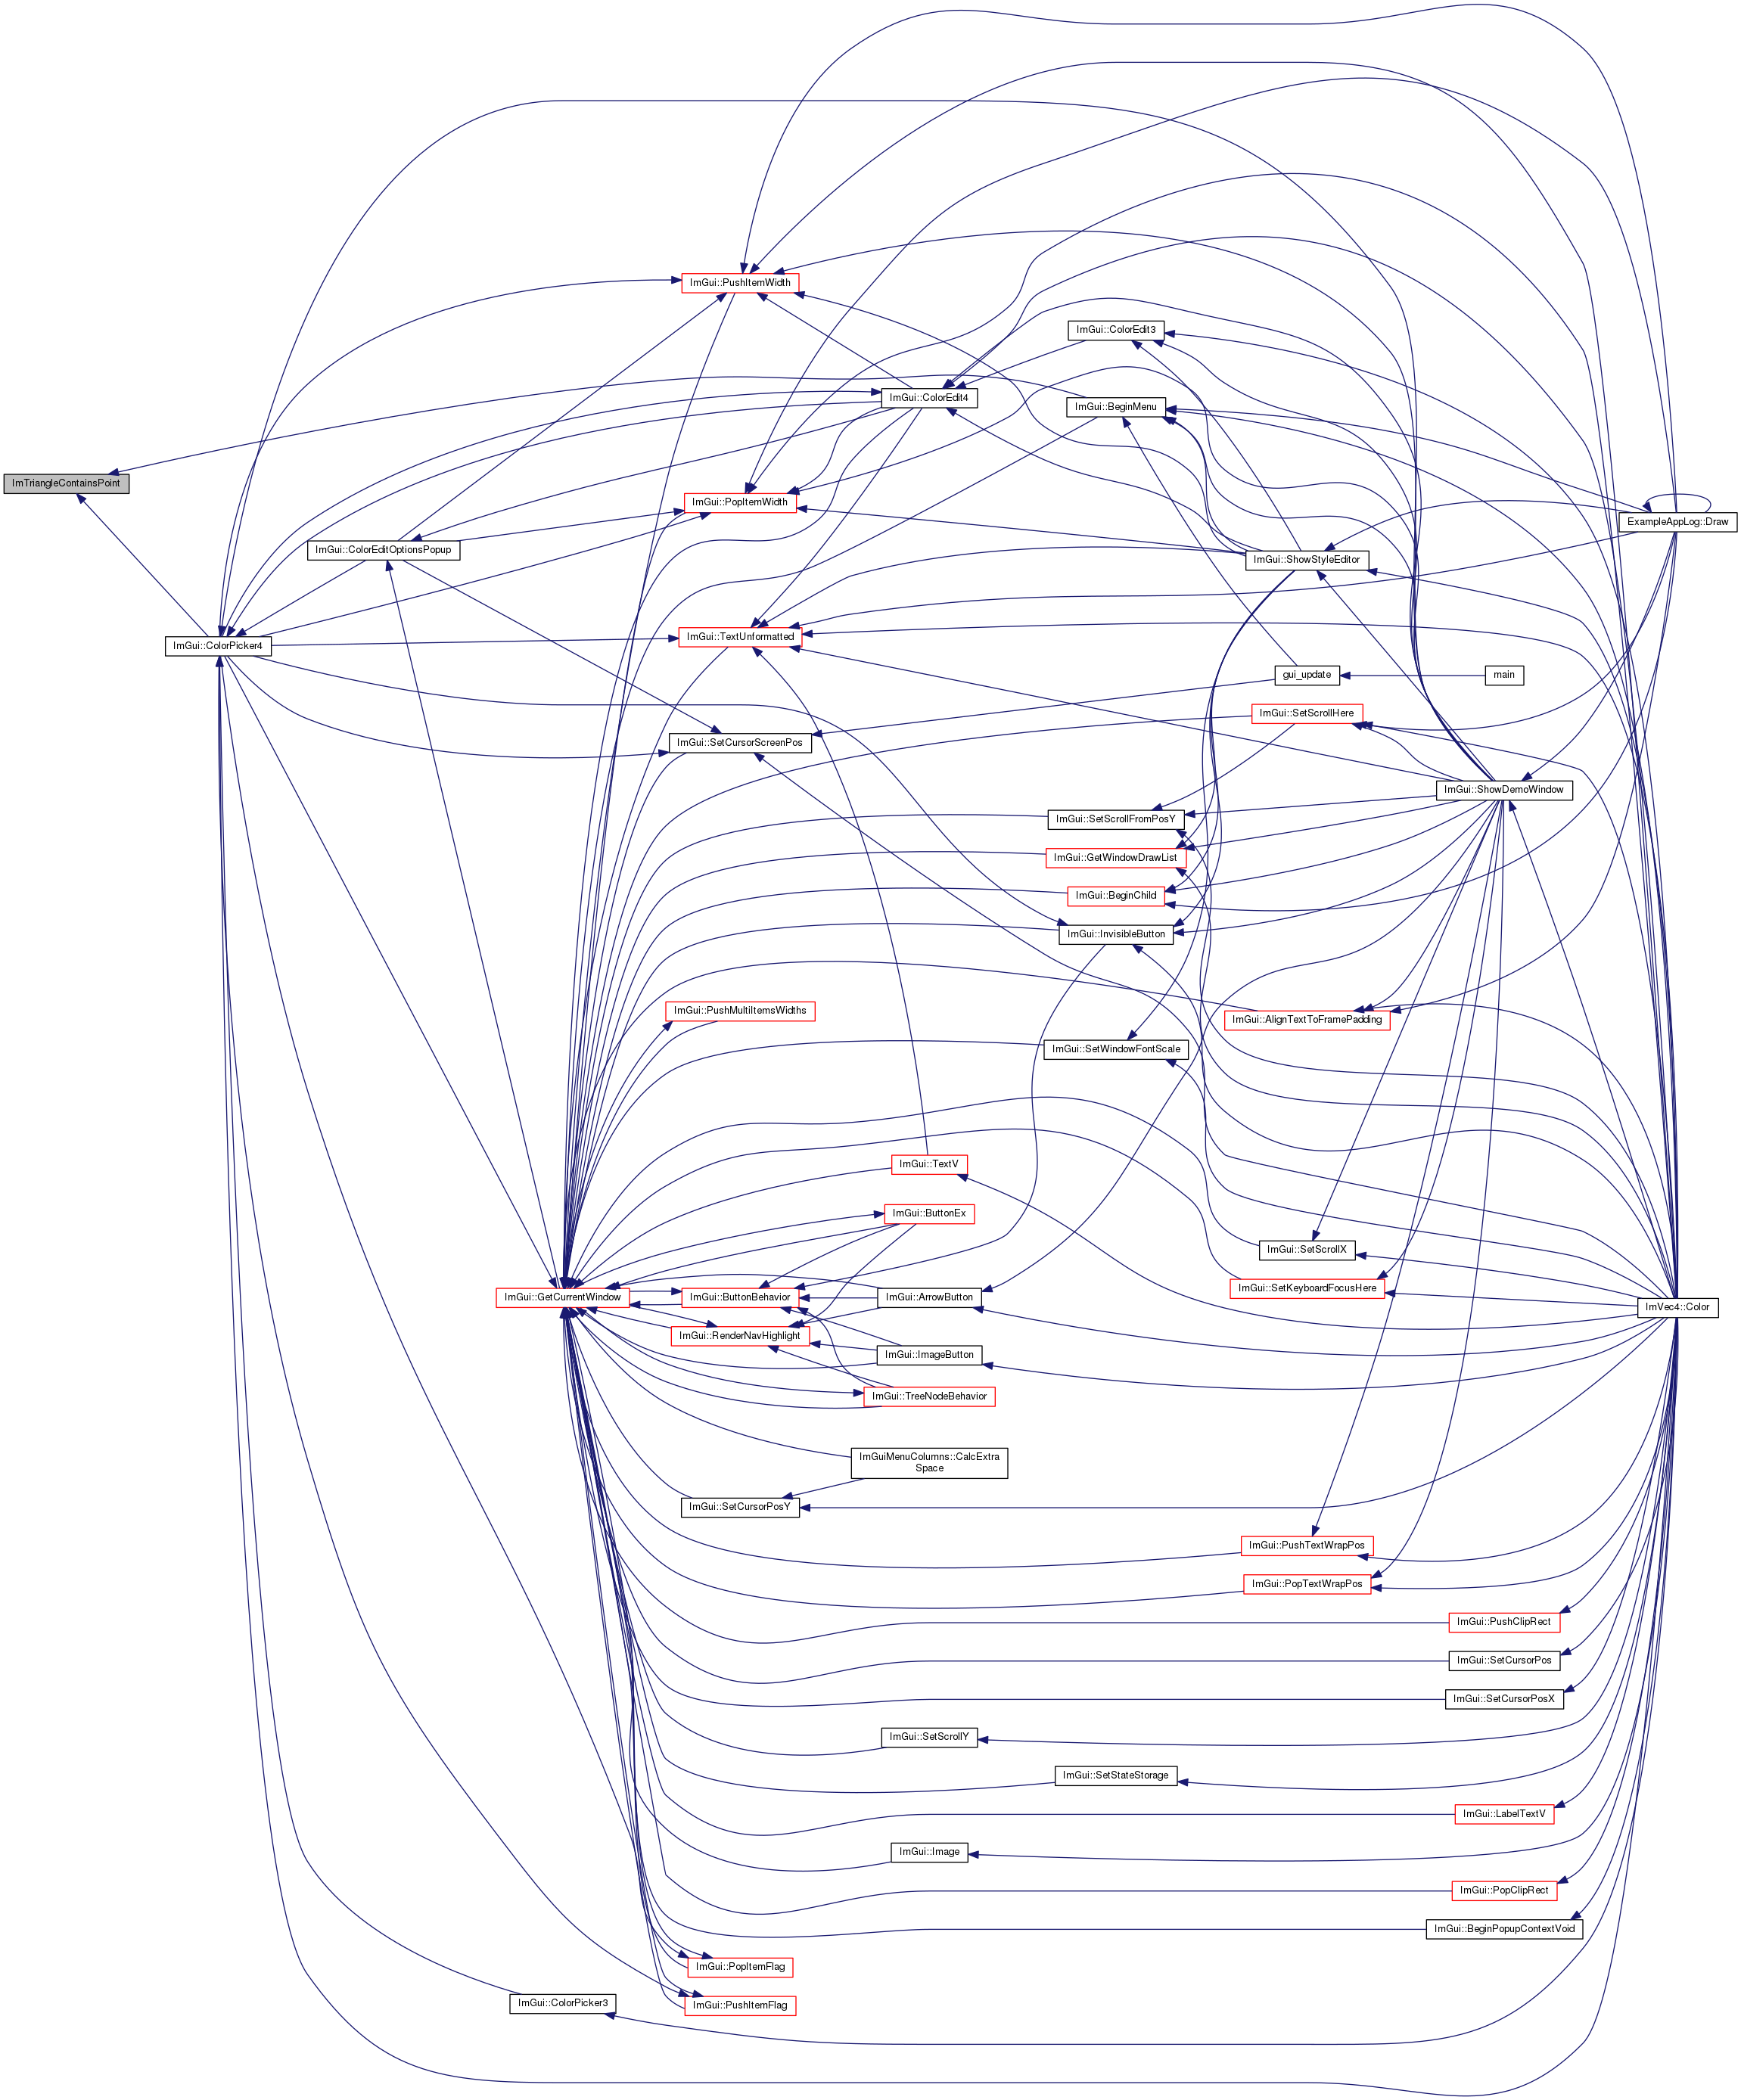 ImGui::PushItemWidth
ImGui::ColorEdit3
ImGui::ColorEdit4
ImGui::BeginMenu
ImTriangleContainsPoint
ImGui::PopItemWidth
ExampleAppLog::Draw
ImGui::ColorEditOptionsPopup
ImGui::ShowStyleEditor
ImGui::TextUnformatted
ImGui::ColorPicker4
gui_update
main
ImGui::SetScrollHere
ImGui::SetCursorScreenPos
ImGui::ShowDemoWindow
ImGui::SetScrollFromPosY
ImGui::GetWindowDrawList
ImGui::BeginChild
ImGui::InvisibleButton
ImGui::PushMultiItemsWidths
ImGui::AlignTextToFramePadding
ImGui::SetWindowFontScale
ImGui::TextV
ImGui::ButtonEx
ImGui::SetScrollX
ImGui::SetKeyboardFocusHere
ImGui::GetCurrentWindow
ImGui::ButtonBehavior
ImGui::ArrowButton
ImVec4::Color
ImGui::RenderNavHighlight
ImGui::ImageButton
ImGui::TreeNodeBehavior
ImGuiMenuColumns::CalcExtra
Space
ImGui::SetCursorPosY
ImGui::PushTextWrapPos
ImGui::PopTextWrapPos
ImGui::PushClipRect
ImGui::SetCursorPos
ImGui::SetCursorPosX
ImGui::SetScrollY
ImGui::SetStateStorage
ImGui::LabelTextV
ImGui::Image
ImGui::PopClipRect
ImGui::BeginPopupContextVoid
ImGui::PopItemFlag
ImGui::ColorPicker3
ImGui::PushItemFlag